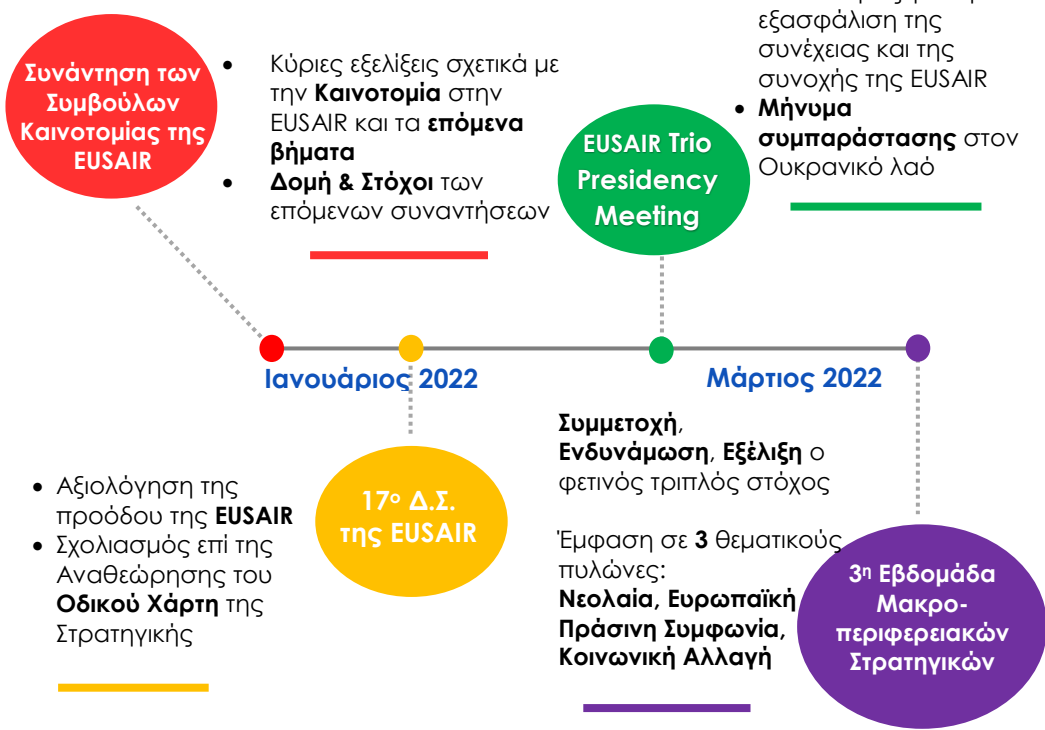 Συνάντηση των
Συμβούλων
Καινοτομίας της
EUSAIR
• Κύριες εξελίξεις σχετικά με
την Καινοτομία στην
EUSAIR και τα επόμενα
βήματα
• Δομή & Στόχοι των
επόμενων συναντήσεων
EUSAIR Trio
Presidency
Meeting
εξασφάλιση της
συνέχειας και της
συνοχής της EUSAIR
• Μήνυμα
συμπαράστασης στον
Ουκρανικό λαό
Ιανουάριος 2022
Μάρτιος 2022
• Αξιολόγηση της
προόδου της EUSAIR
• Σχολιασμός επί της
Αναθεώρησης του
Οδικού Χάρτη της
Στρατηγικής
17ο Δ.Σ.
της EUSAIR
Συμμετοχή,
Ενδυνάμωση, Εξέλιξη ο
φετινός τριπλός στόχος
Έμφαση σε 3 θεματικούς
πυλώνες:
Νεολαία, Ευρωπαϊκή
Πράσινη Συμφωνία,
Κοινωνική Αλλαγή
3η Εβδομάδα
Μακρο-
περιφερειακών
Στρατηγικών